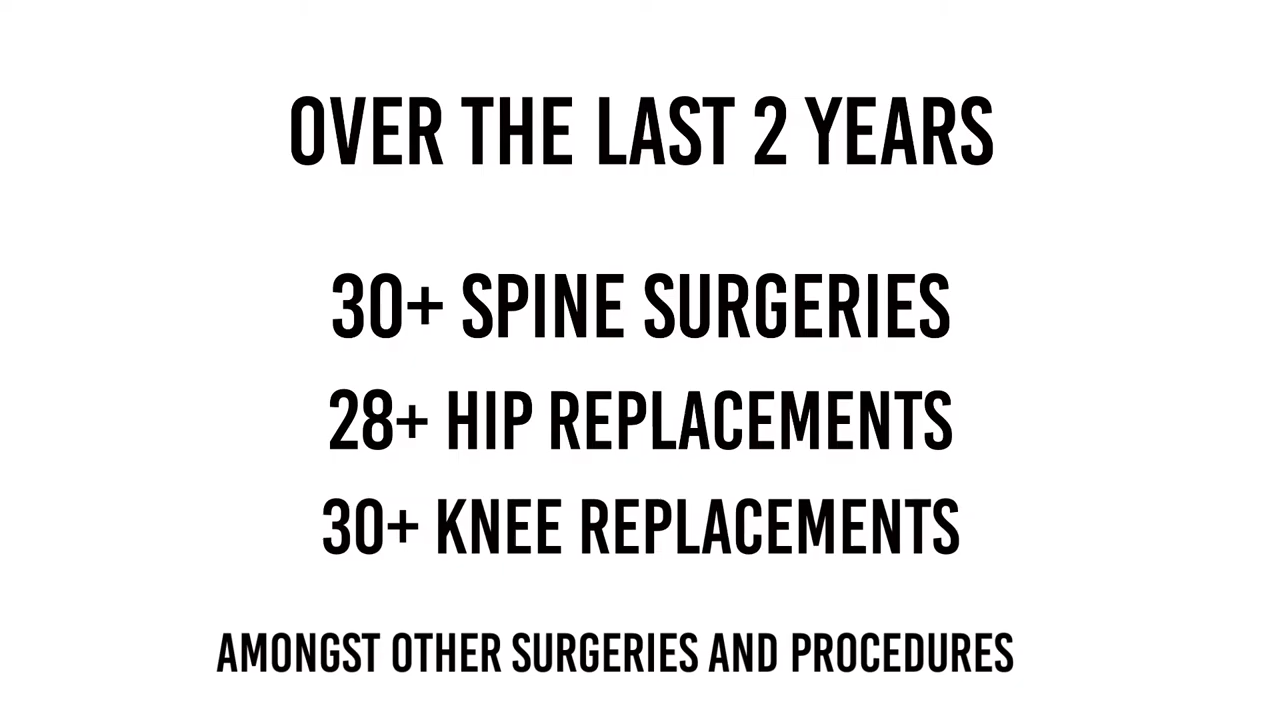 OVER THE LAST 2 YEARS
30+ SPINE SURGERIES
28+ HIP REPLACEMENTS
30+ KNEE REPLACEMENTS
AMONGST OTHER SURGERIES AND PROCEDURES